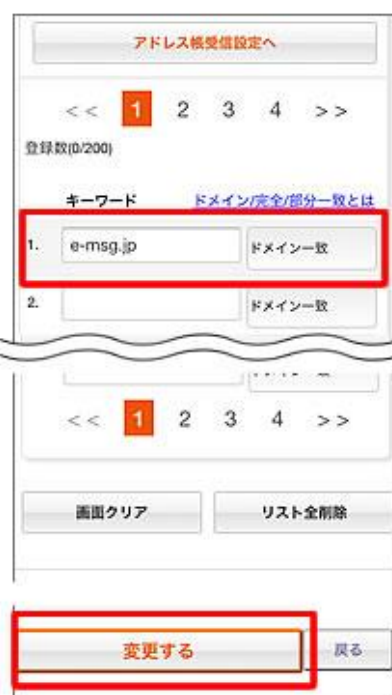 アドレス帳受信設定へ
<< 1 2 3 4 >>
登録数(0/200)
キーワード ドメイン/完全/部分一致とは
1. e-msg.jp ドメイン一致
2. ドメイン一致
<< 1 2 3 4 >>
画面クリア リスト全削除
変更する 戻る